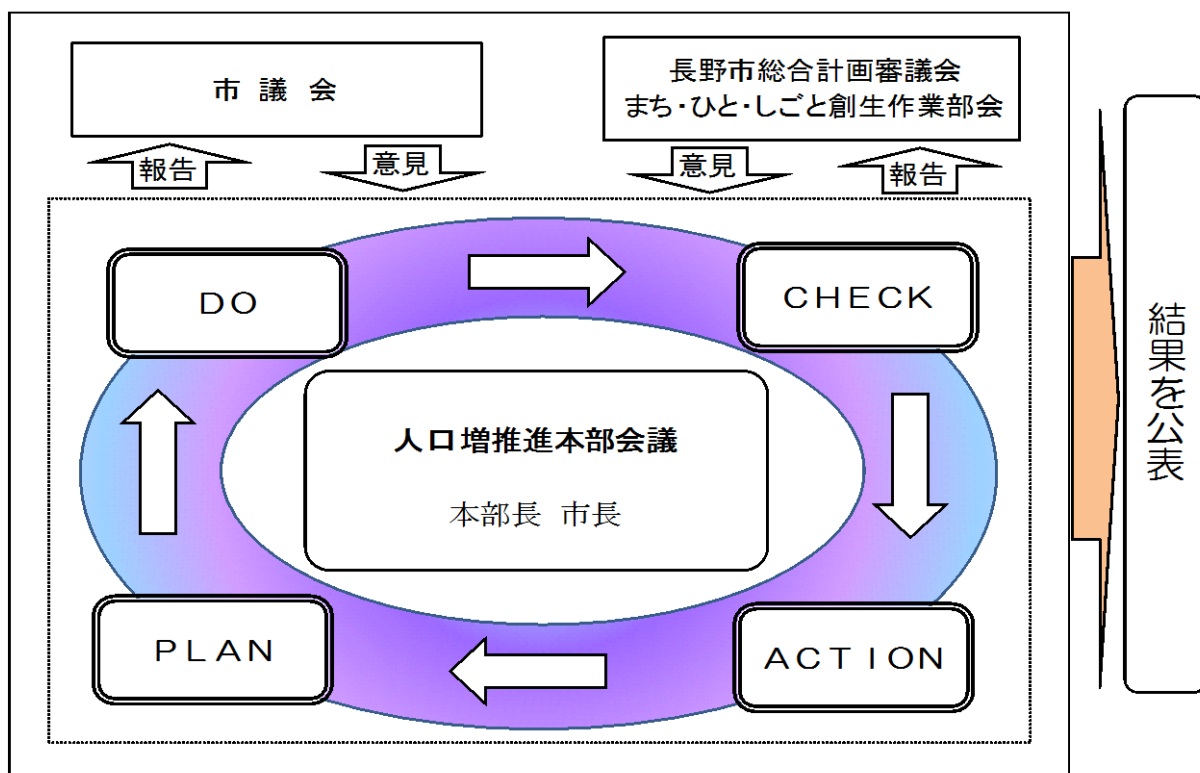 市議会
長野市総合計画審議会
まち・ひと・しごと創生作業部会
報告
意見
意見
報告
DO
CHECK
人口増推進本部会議
本部長 市長
PLAN
ACTION
結果を公表